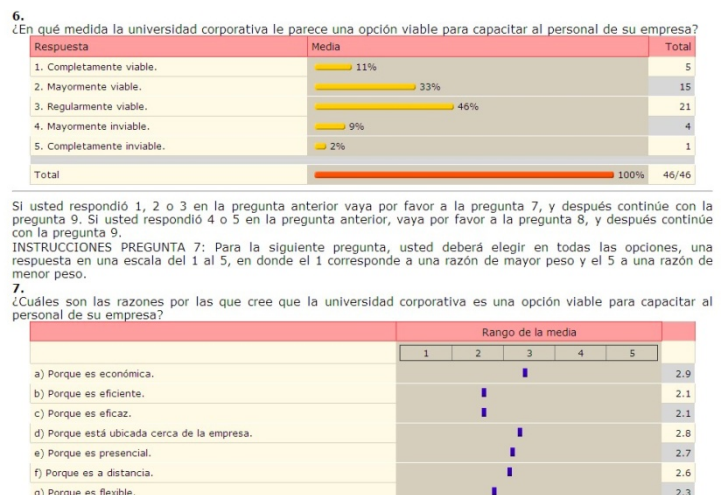 6.
¿En qué medida la universidad corporativa le parece una opción viable para capacitar al personal de su empresa?
Respuesta Media Total
1. Completamente viable. 11% 5
2. Mayormente viable. 33% 15
3. Regularmente viable. 46% 21
4. Mayormente inviable. 9% 4
5. Completamente inviable. 2% 1
Total 100% 46/46
Si usted respondió 1, 2 o 3 en la pregunta anterior vaya por favor a la pregunta 7, y después continúe con la
pregunta 9. Si usted respondió 4 o 5 en la pregunta anterior, vaya por favor a la pregunta 8, y después continúe
con la pregunta 9.
INSTRUCCIONES PREGUNTA 7: Para la siguiente pregunta, usted deberá elegir en todas las opciones, una
respuesta en una escala del 1 al 5, en donde el 1 corresponde a una razón de mayor peso y el 5 a una razón de
menor peso.
7.
¿Cuáles son las razones por las que cree que la universidad corporativa es una opción viable para capacitar al
personal de su empresa?
Rango de la media
1 2 3 4 5
a) Porque es económica. 2.9
b) Porque es eficiente. 2.1
c) Porque es eficaz. 2.1
d) Porque está ubicada cerca de la empresa. 2.8
e) Porque es presencial. 2.7
f) Porque es a distancia. 2.6
g) Porque es flexible. 2.3